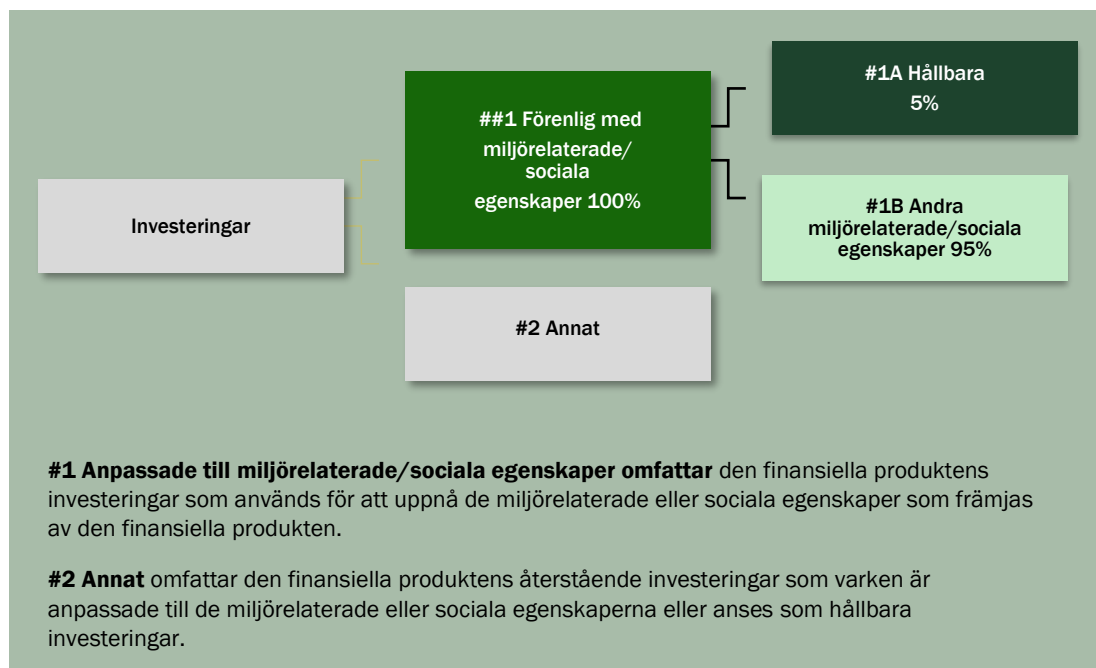 #1A Hållbara
5%
##1 Förenlig med
miljörelaterade/
sociala
egenskaper 100%
Investeringar
#1B Andra
miljörelaterade/sociala
egenskaper 95%
#2 Annat
#1 Anpassade till miljörelaterade/sociala egenskaper omfattar den finansiella produktens
investeringar som används för att uppnå de miljörelaterade eller sociala egenskaper som främjas
av den finansiella produkten.
#2 Annat omfattar den finansiella produktens återstående investeringar som varken är
anpassade till de miljörelaterade eller sociala egenskaperna eller anses som hållbara
investeringar.